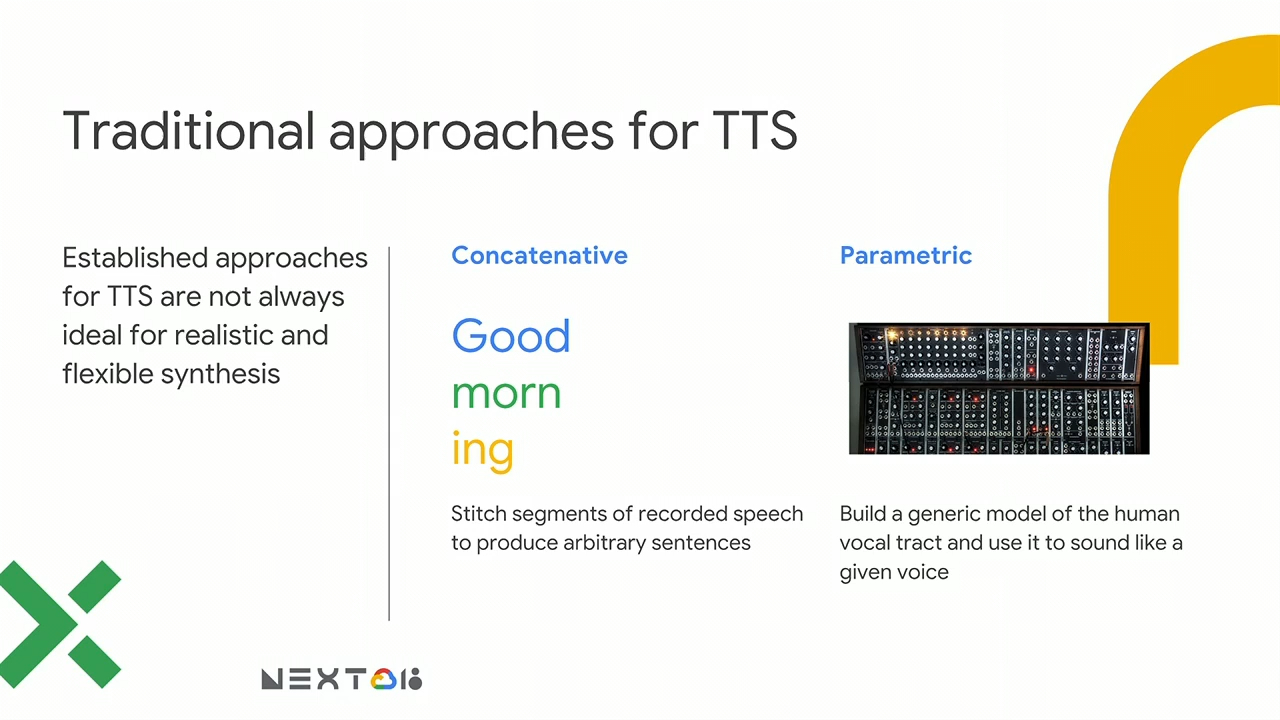 Traditional approaches for TTS
Established approaches
for TTS are not always
ideal for realistic and
flexible synthesis
Concatenative
Good
morn
ing
Stitch segments of recorded speech
to produce arbitrary sentences
Parametric
Build a generic model of the human
vocal tract and use it to sound like a
given voice
NEXT 18